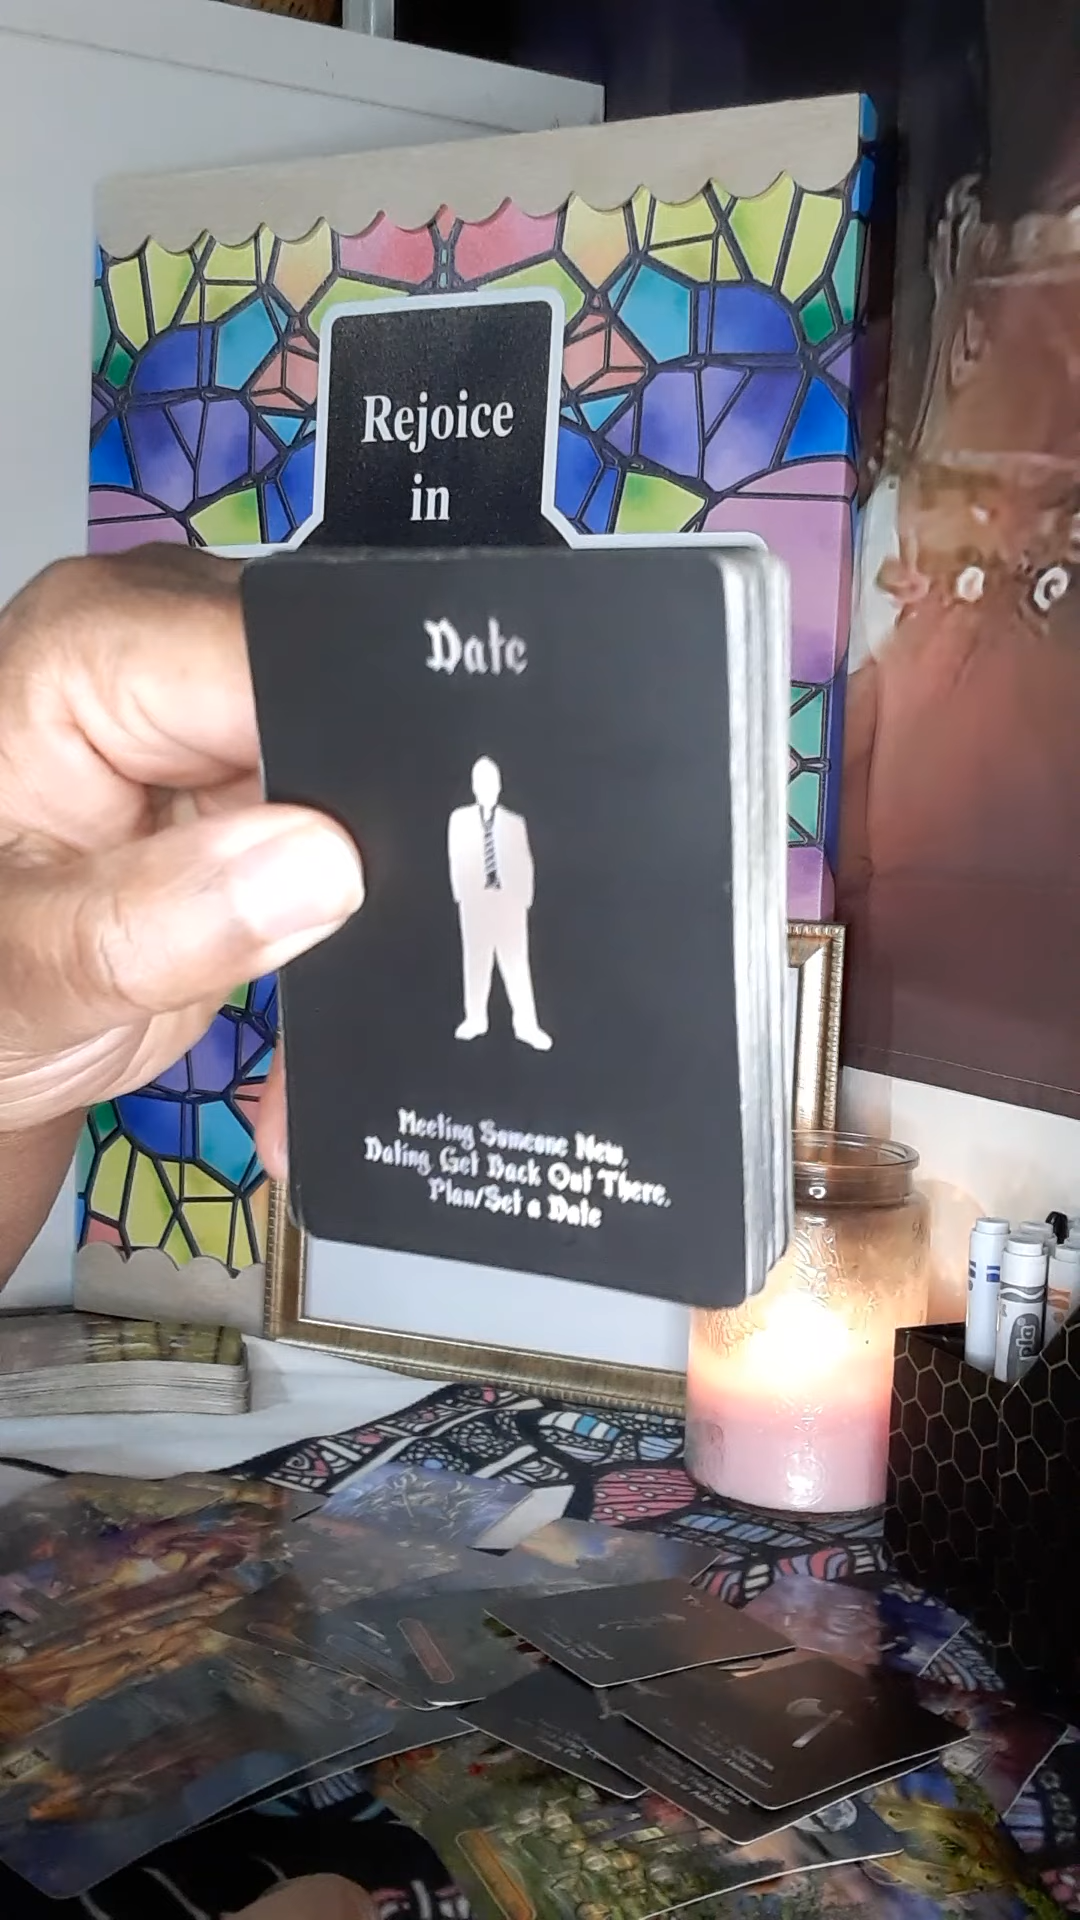 Rejoice
in
Date
Meeting Someone New,
Dating, Get Back Out There,
Plan/Set a Date